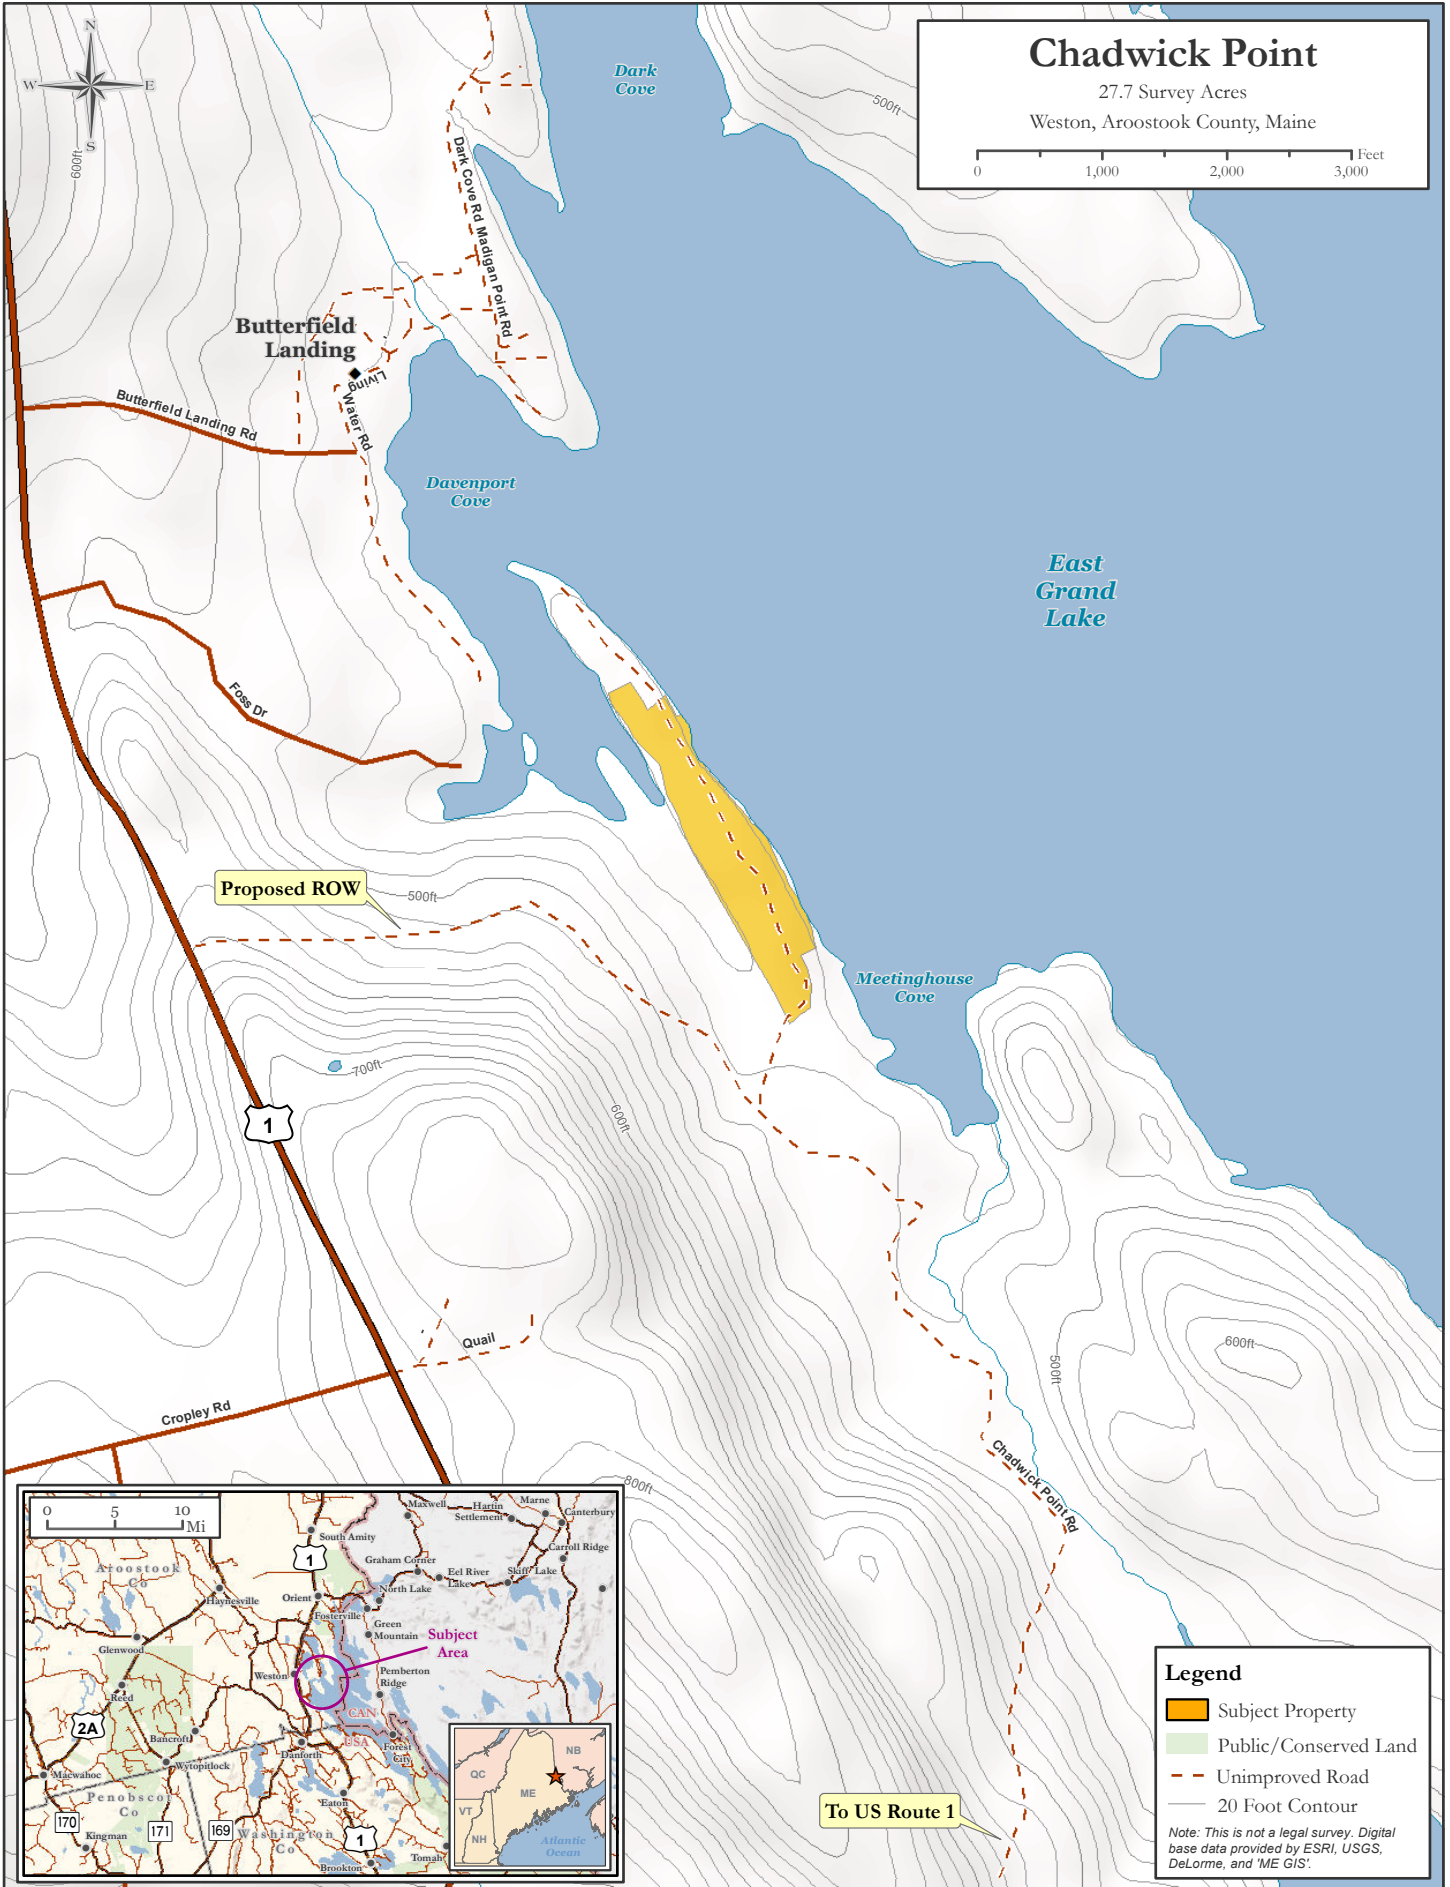 N
W
E
S
Chadwick Point
27.7 Survey Acres
Weston, Aroostook County, Maine
Feet
0
1,000
2,000
3,000
Dark
Cove
500ft
600ft
Dark Cove Rd
Madigan Point Rd
Butterfield
Landing
Living
Water Rd
Butterfield Landing Rd
Davenport
Cove
East
Grand
Lake
Foss Dr
Proposed ROW
500ft
Meetinghouse
Cove
700ft
600ft
1
Quail
Cropley Rd
600ft
500ft
Chadwick Point Rd
800ft
To US Route 1
0
5
10
Mi
Maxwell
Hartin
Settlement
Marne
Canterbury
South Amity
1
Carroll Ridge
Graham Corner
Eel River
Lake
Skiff Lake
Aroostook
Co
North Lake
Haynesville
Orient
Fosterville
Green
Mountain
Subject
Area
Glenwood
Weston
Pemberton
Ridge
Reed
CAN
USA
2A
Bancroft
Danforth
Forest
City
Wytopitlock
Macwahoc
Penobscot
Co
Eaton
170
171
169
Washington
Co
1
Kingman
Brookton
Tomah
QC
NB
ME
VT
NH
Atlantic
Ocean
Legend
Subject Property
Public/Conserved Land
Unimproved Road
20 Foot Contour
Note: This is not a legal survey. Digital
base data provided by ESRI, USGS,
DeLorme, and 'ME GIS'.